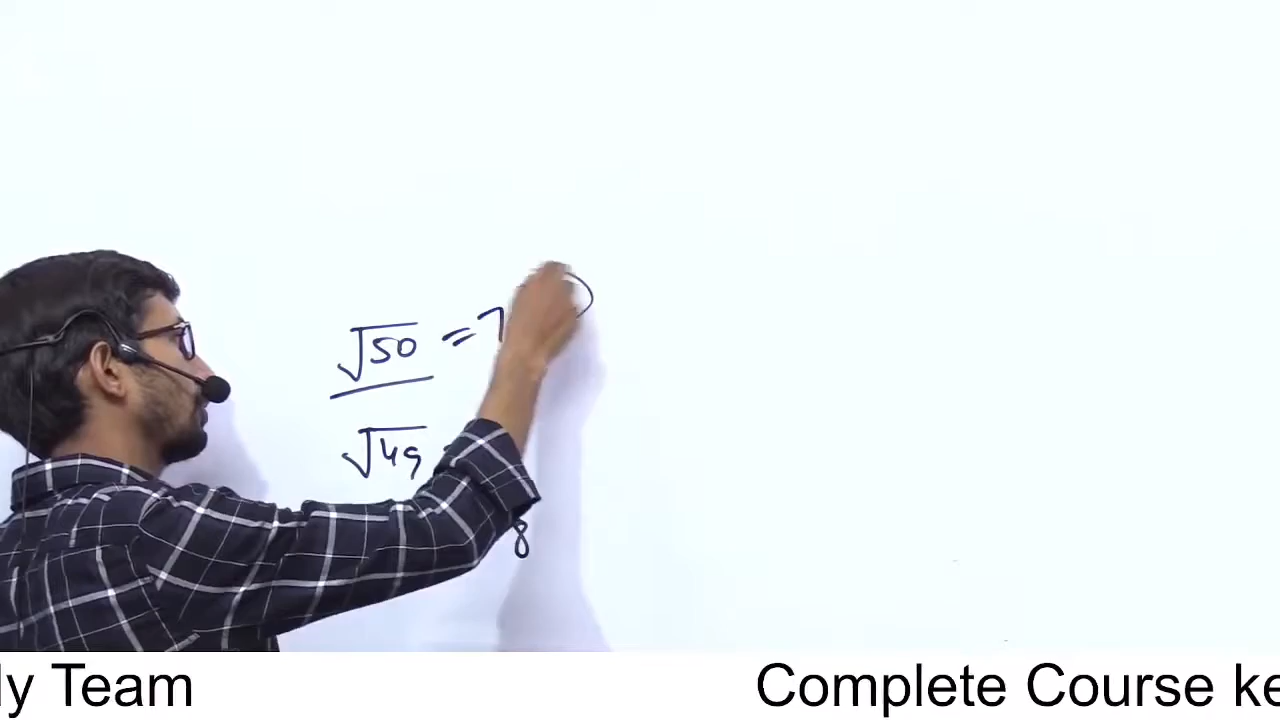 √50 = 7
√49
8
ly Team Complete Course ke